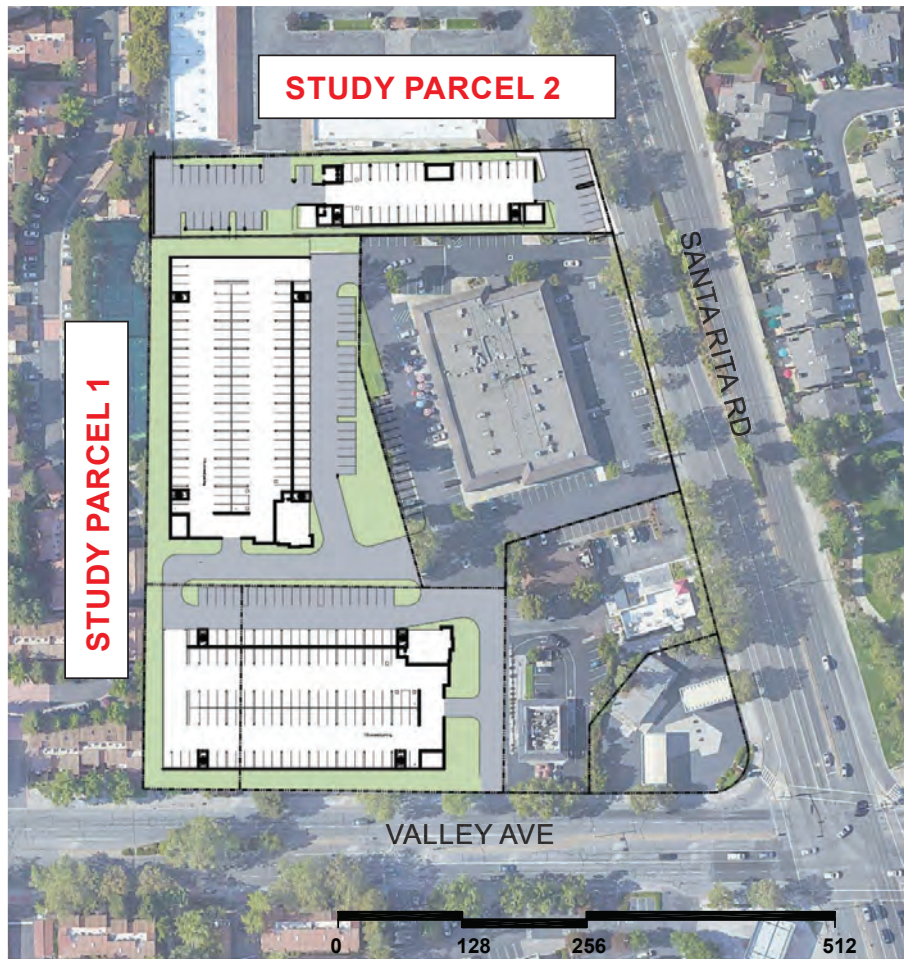 STUDY PARCEL 2
SANTA RITA RD
STUDY PARCEL 1
VALLEY AVE
0 128 256 512